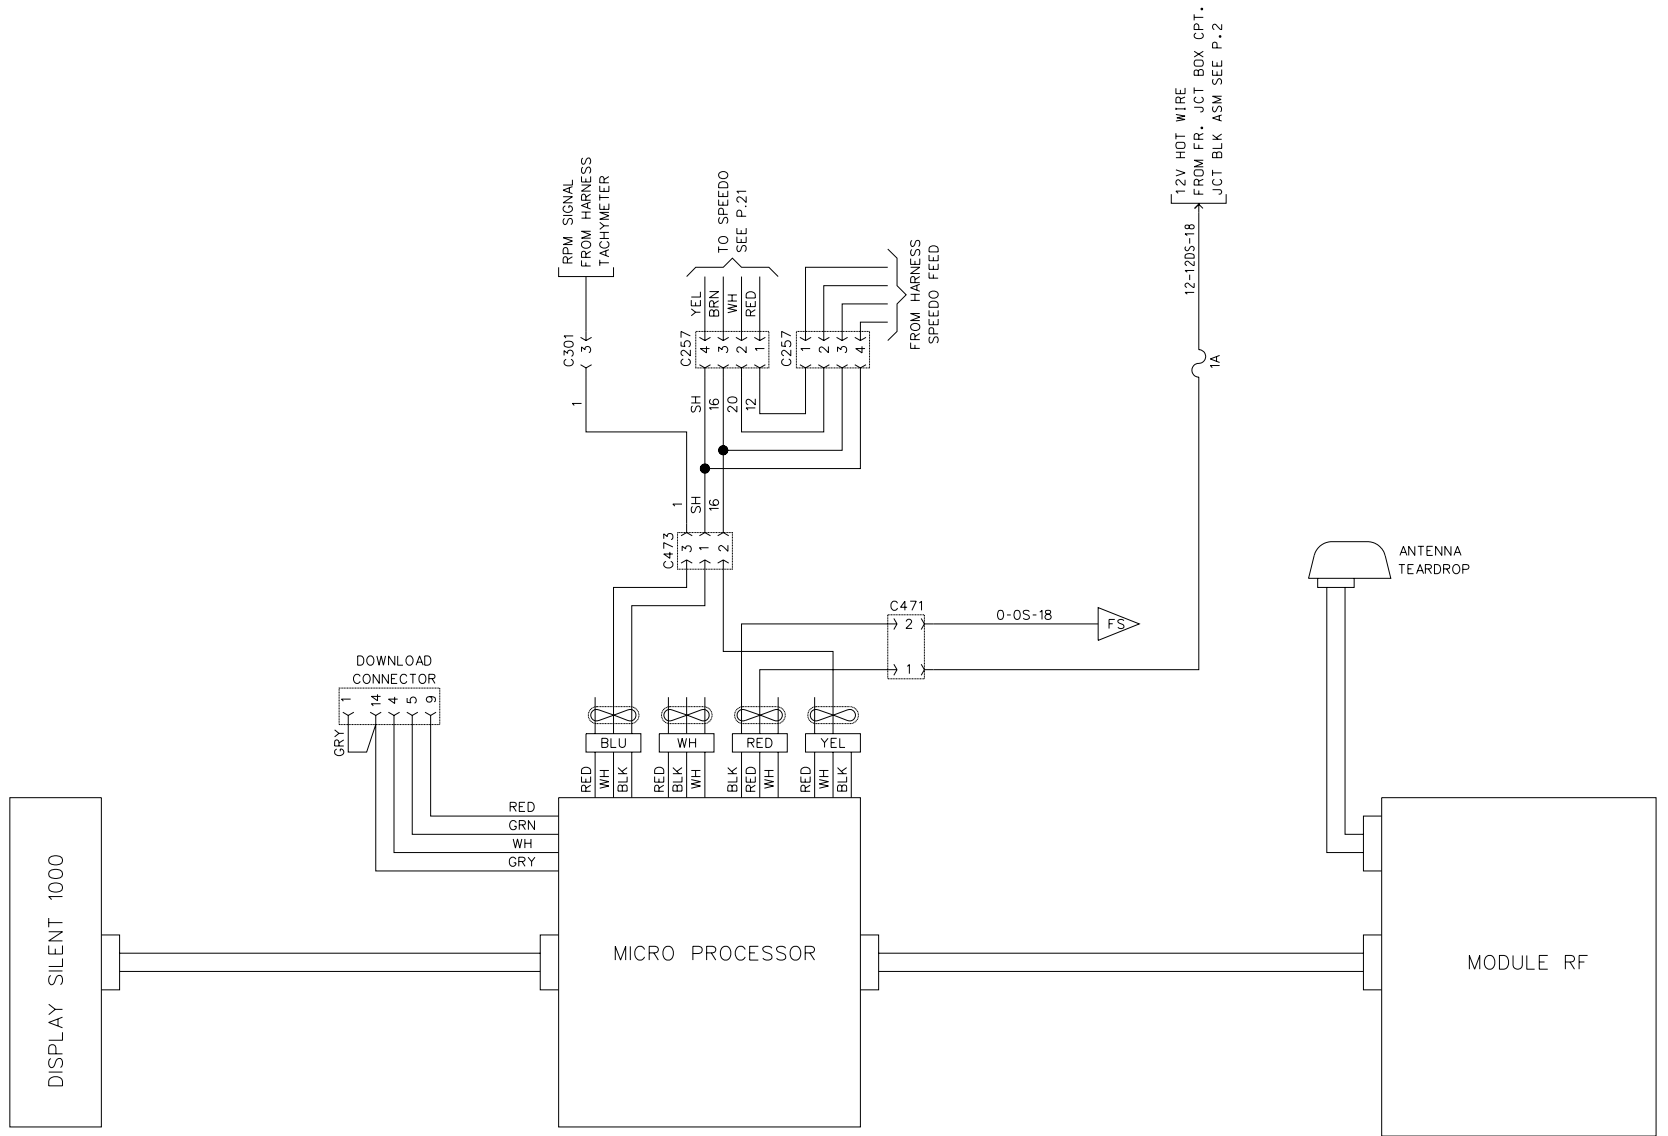 12V HOT WIRE
FROM FR. JCT BOX CPT.
JCT BLK ASM SEE P.2
12-12DS-18
1A
RPM SIGNAL
FROM HARNESS
TACHYMETER
C301
3
1
TO SPEEDO
SEE P.21
YEL
BRN
WH
RED
C257
4
3
2
1
SH
16
20
12
C257
1
2
3
4
FROM HARNESS
SPEEDO FEED
1
SH
16
C473
3
1
2
ANTENNA
TEARDROP
C471
2
1
0-0S-18
FS
DOWNLOAD
CONNECTOR
1
14
4
5
9
GRY
BLU
WH
RED
YEL
RED
WH
BLK
RED
BLK
WH
BLK
RED
WH
RED
WH
BLK
RED
GRN
WH
GRY
DISPLAY SILENT 1000
MICRO PROCESSOR
MODULE RF